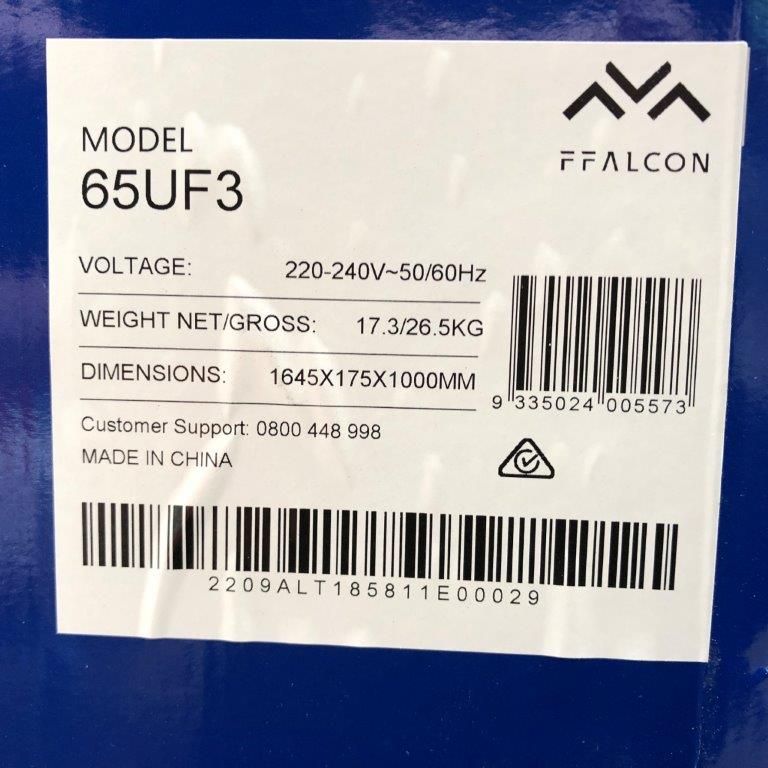 FFALCON
MODEL
65UF3
VOLTAGE: 220-240V~50/60Hz
WEIGHT NET/GROSS: 17.3/26.5KG
DIMENSIONS: 1645X175X1000MM
9 335024 005573
Customer Support: 0800 448 998
MADE IN CHINA
2209ALT185811E00029